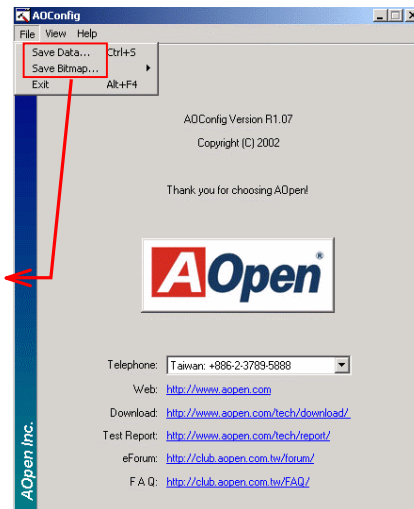 AOConfig
File View Help
Save Data... Ctrl+S
Save Bitmap...
Exit Alt+F4
AOConfig Version R1.07
Copyright (C) 2002
Thank you for choosing AOpen!
AOpen®
Telephone: Taiwan: +886-2-3789-5888
Web: http://www.aopen.com
Download: http://www.aopen.com/tech/download/
Test Report: http://www.aopen.com/tech/report/
eForum: http://club.aopen.com.tw/forum/
F A Q: http://club.aopen.com.tw/FAQ/
AOpen Inc.